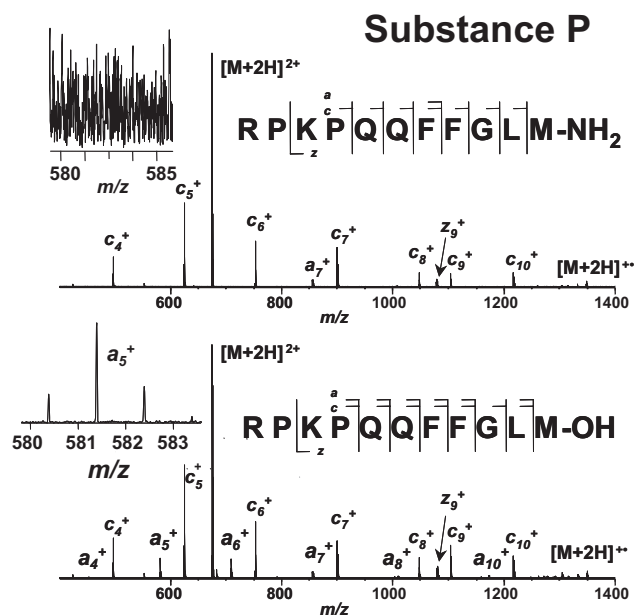 Substance P
[M+2H]²⁺
580 585
m/z
a
c
R P K P Q Q F F G L M-NH₂
z
c₅⁺
c₄⁺
c₆⁺
c₇⁺
a₇⁺
z₉⁺
c₈⁺
c₉⁺
c₁₀⁺
[M+2H]⁺•
600 800 1000 1200 1400
m/z
[M+2H]²⁺
a₅⁺
580 581 582 583
m/z
a
c
R P K P Q Q F F G L M-OH
z
c₅⁺
c₄⁺
a₄⁺
a₅⁺
a₆⁺
c₆⁺
c₇⁺
a₇⁺
z₉⁺
a₈⁺
c₈⁺
c₉⁺
a₁₀⁺
c₁₀⁺
[M+2H]⁺•
600 800 1000 1200 1400
m/z